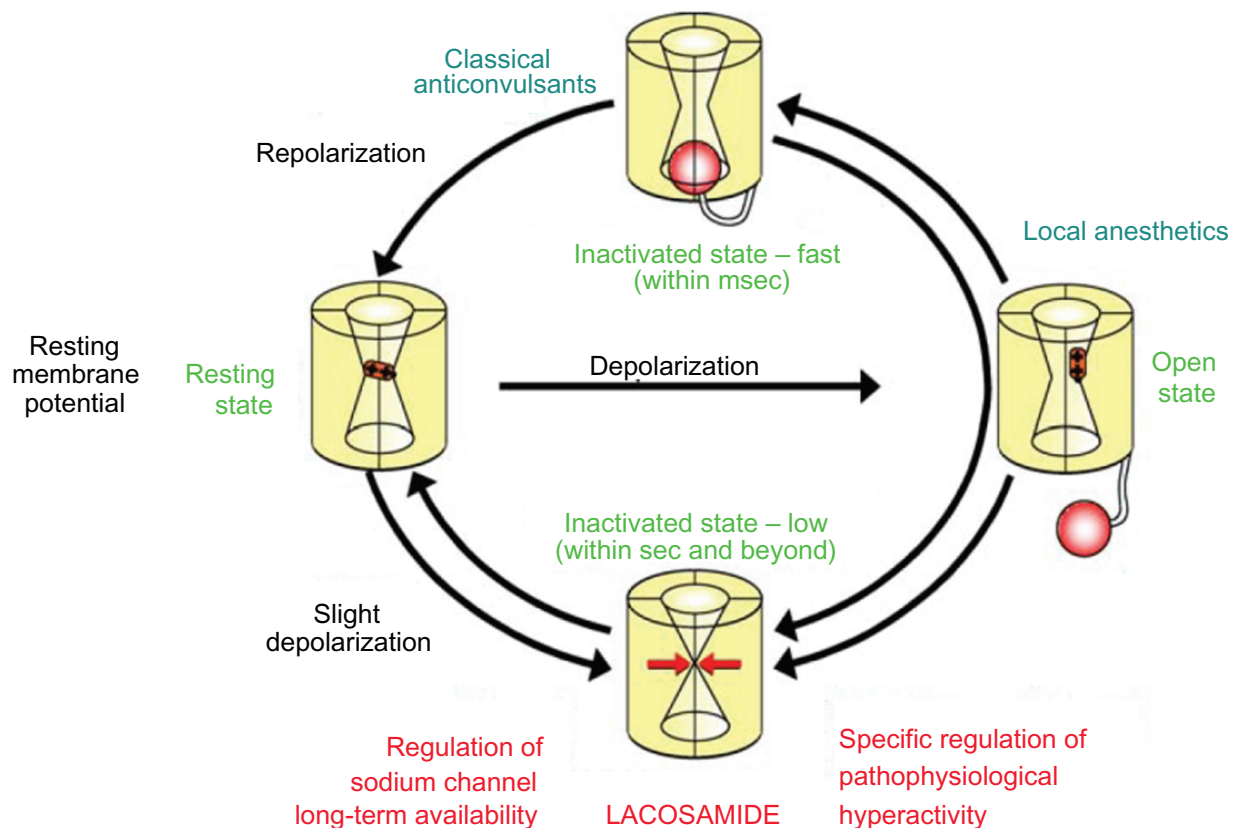 Classical
anticonvulsants
Repolarization
Local anesthetics
Inactivated state – fast
(within msec)
Resting
membrane
potential
Resting
state
Depolarization
Open
state
Inactivated state – low
(within sec and beyond)
Slight
depolarization
Regulation of
sodium channel
long-term availability
LACOSAMIDE
Specific regulation of
pathophysiological
hyperactivity